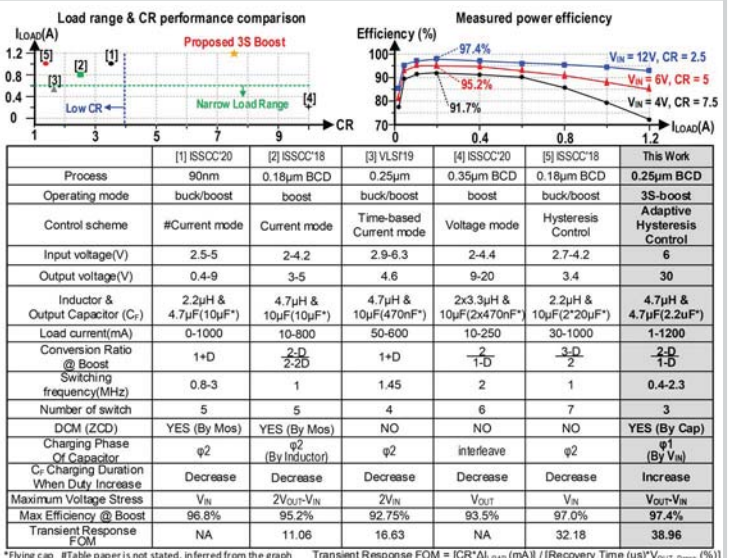 Load range & CR performance comparison
Measured power efficiency
ILOAD(A)
1.2
0.8
0.4
0
[5]
[1]
[2]
[3]
[4]
Proposed 3S Boost
Low CR
Narrow Load Range
1 3 5 7 9 CR
Efficiency (%)
100
90
80
70
97.4%
95.2%
91.7%
VIN = 12V, CR = 2.5
VIN = 6V, CR = 5
VIN = 4V, CR = 7.5
0 0.4 0.8 1.2 ILOAD(A)
[1] ISSCC'20 [2] ISSCC'18 [3] VLSI'19 [4] ISSCC'20 [5] ISSCC'18 This Work
Process 90nm 0.18μm BCD 0.25μm 0.35μm BCD 0.18μm BCD 0.25μm BCD
Operating mode buck/boost boost buck/boost boost buck/boost 3S-boost
Control scheme #Current mode Current mode Time-based Current mode Voltage mode Hysteresis Control Adaptive Hysteresis Control
Input voltage(V) 2.5-5 2-4.2 2.9-6.3 2-4.4 2.7-4.2 6
Output voltage(V) 0.4-9 3-5 4.6 9-20 3.4 30
Inductor & Output Capacitor (CF) 2.2μH & 4.7μF(10μF*) 4.7μH & 10μF(10μF*) 4.7μH & 10μF(470nF*) 2x3.3μH & 10μF(2x470nF*) 2.2μH & 10μF(2*20μF*) 4.7μH & 4.7μF(2.2uF*)
Load current(mA) 0-1000 10-800 50-600 10-250 30-1000 1-1200
Conversion Ratio @ Boost 1+D 2-D/2-2D 1+D 2/1-D 3-D/2 2-D/1-D
Switching frequency(MHz) 0.8-3 1 1.45 2 1 0.4-2.3
Number of switch 5 5 4 6 7 3
DCM (ZCD) YES (By Mos) YES (By Mos) NO NO NO YES (By Cap)
Charging Phase Of Capacitor φ2 φ2 (By Inductor) φ2 interleave φ2 φ1 (By VIN)
CF Charging Duration When Duty Increase Decrease Decrease Decrease Decrease Decrease Increase
Maximum Voltage Stress VIN 2VOUT-VIN 2VIN VOUT VIN VOUT-VIN
Max Efficiency @ Boost 96.8% 95.2% 92.75% 93.5% 97.0% 97.4%
Transient Response FOM NA 11.06 16.63 NA 32.18 38.96
*Flying cap #Table paper is not stated, inferred from the graph Transient Response FOM = [CR*ΔILOAD (mA)] / [Recovery Time (us)*VOUT